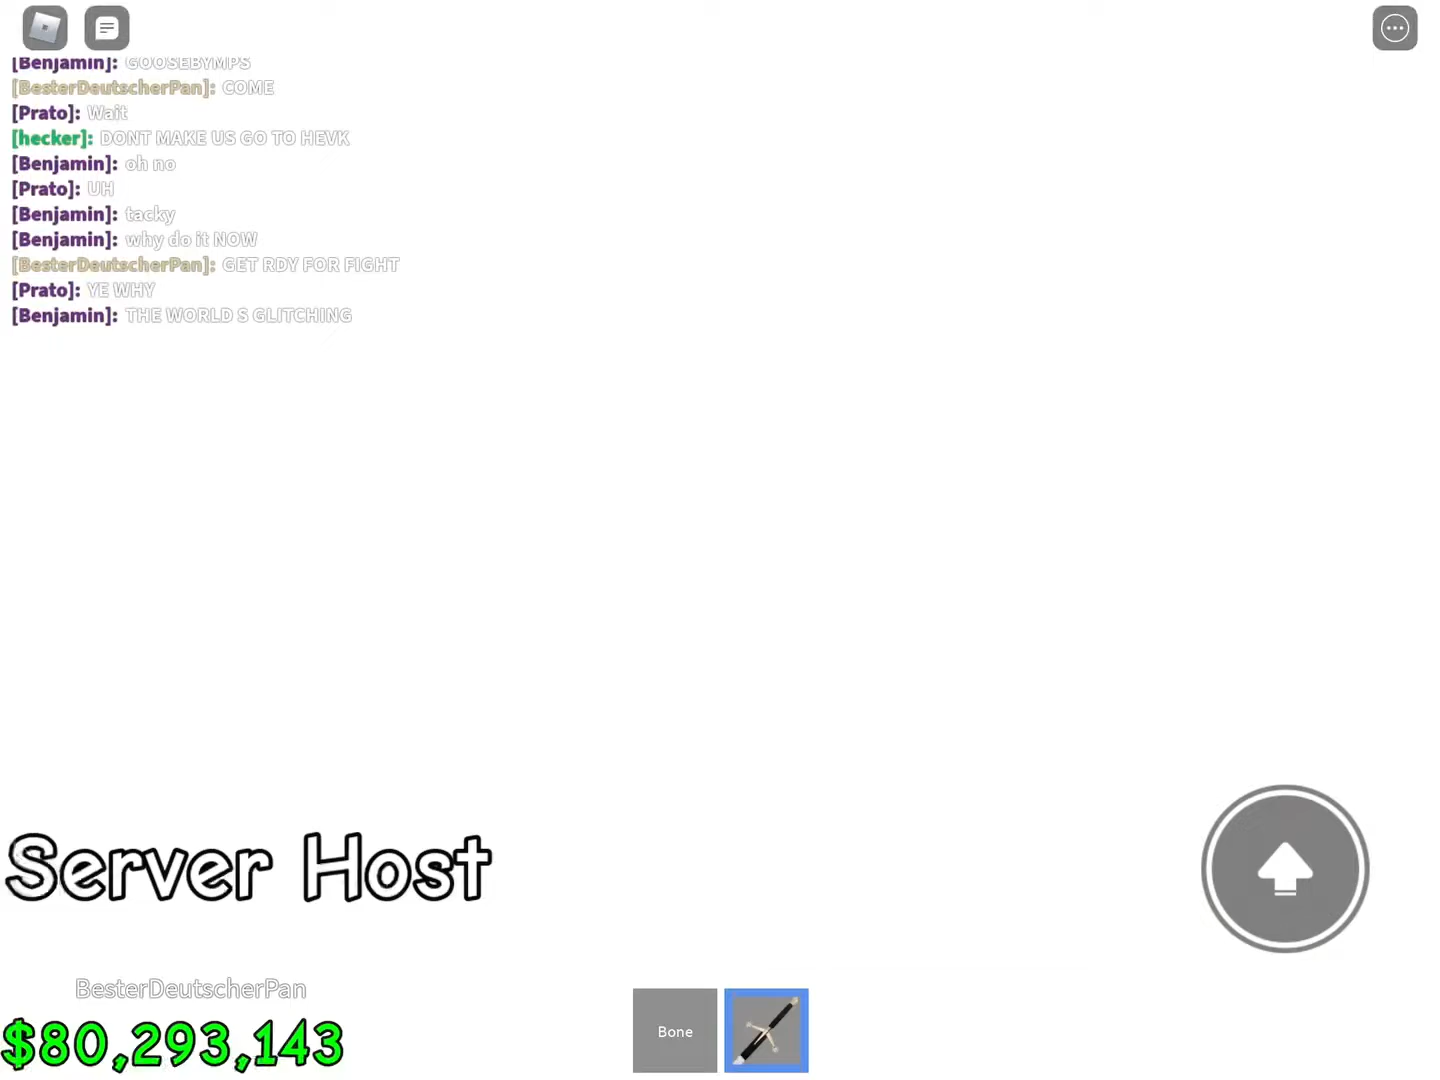 [Benjamin]: GOOSEBYMPS
[BesterDeutscherPan]: COME
[Prato]: Wait
[hecker]: DONT MAKE US GO TO HEVK
[Benjamin]: oh no
[Prato]: UH
[Benjamin]: tacky
[Benjamin]: why do it NOW
[BesterDeutscherPan]: GET RDY FOR FIGHT
[Prato]: YE WHY
[Benjamin]: THE WORLD S GLITCHING
Server Host
BesterDeutscherPan
$80,293,143
Bone